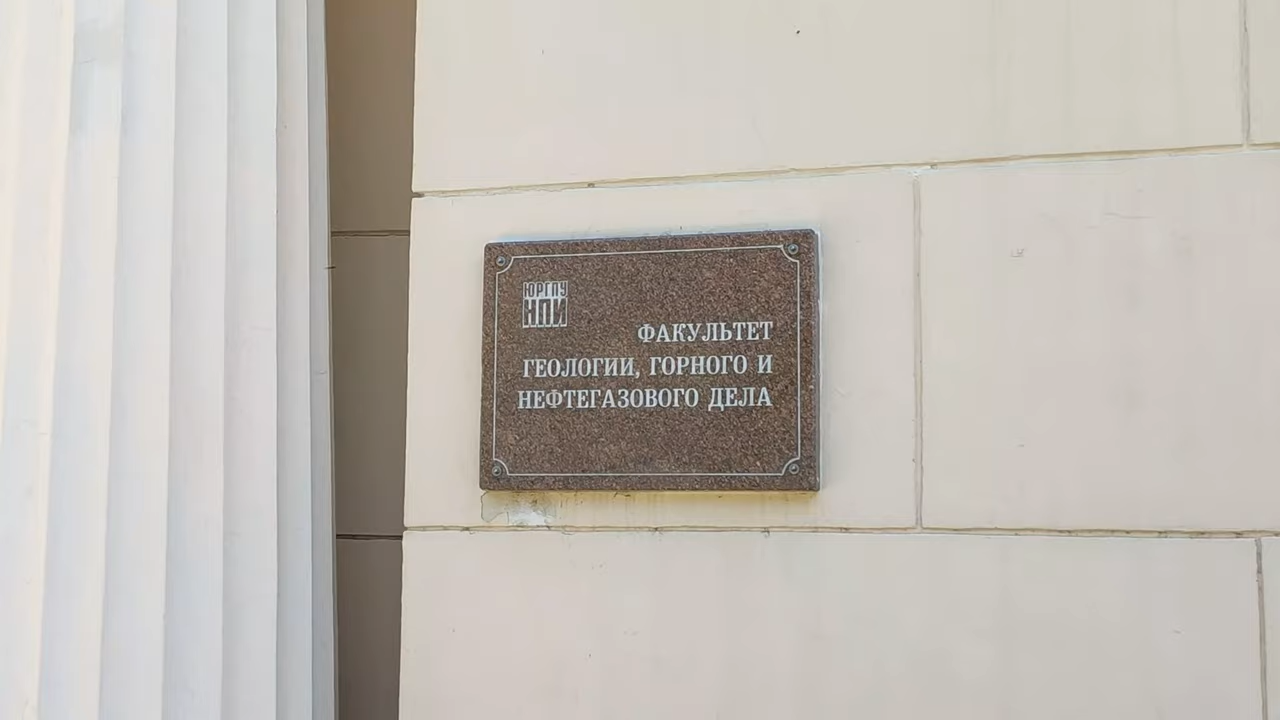 ЮРГПУ
НПИ
ФАКУЛЬТЕТ
ГЕОЛОГИИ, ГОРНОГО И
НЕФТЕГАЗОВОГО ДЕЛА